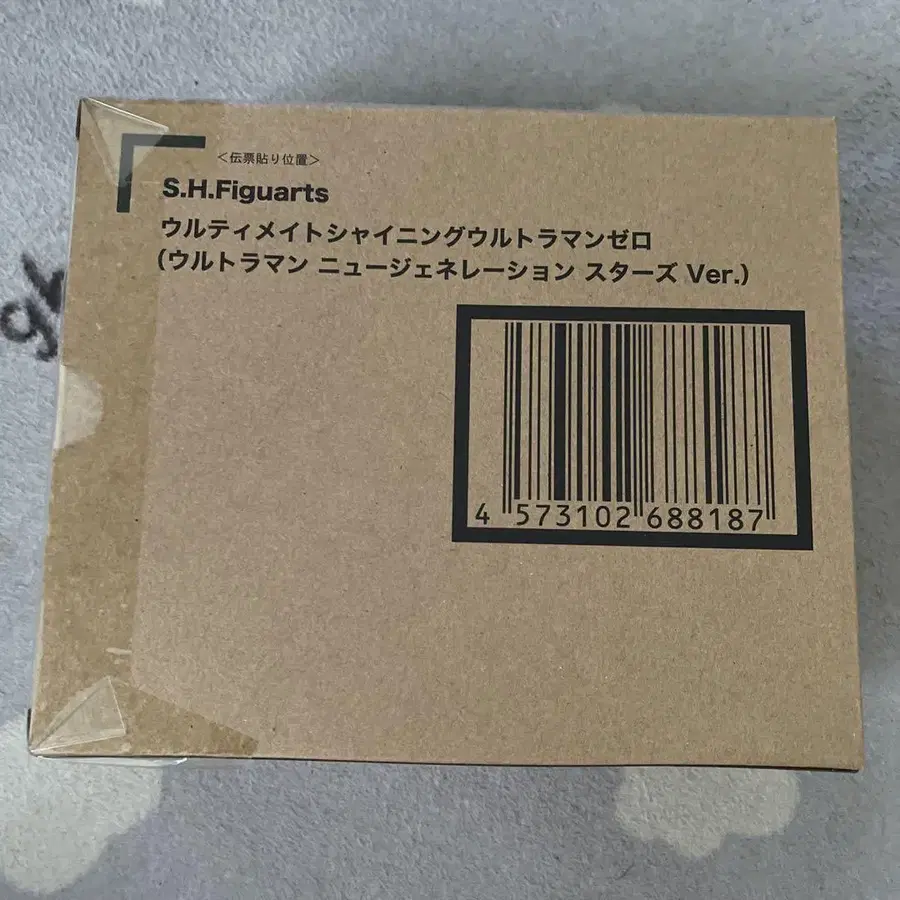 <伝票貼り位置>
S.H.Figuarts
ウルティメイトシャイニングウルトラマンゼロ
(ウルトラマン ニュージェネレーション スターズ Ver.)
4 573102 688187